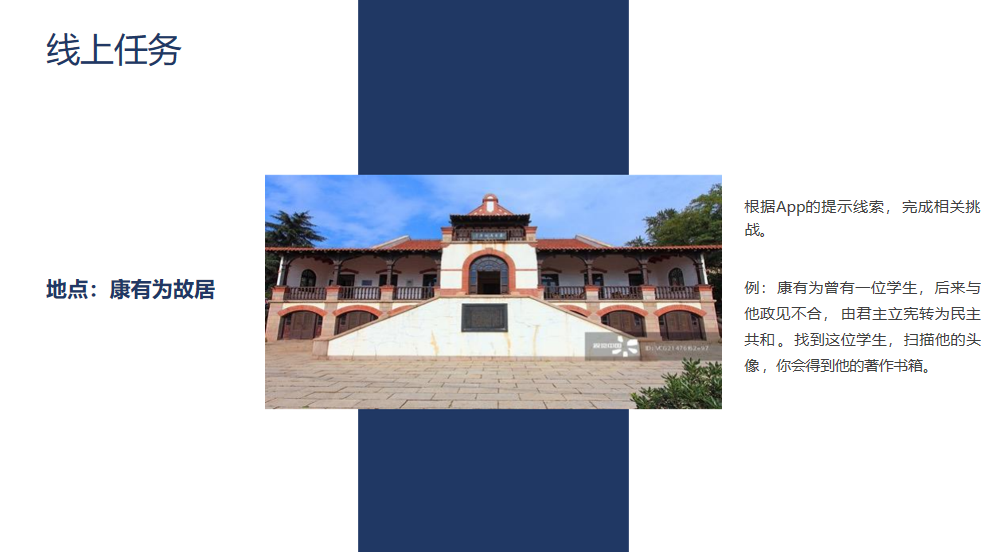 线上任务
地点：康有为故居
根据App的提示线索，完成相关挑
战。
例：康有为曾有一位学生，后来与
他政见不合，由君主立宪转为民主
共和。找到这位学生，扫描他的头
像，你会得到他的著作书籍。
视觉中国